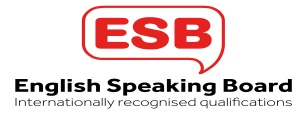 ESB
English Speaking Board
Internationally recognised qualifications